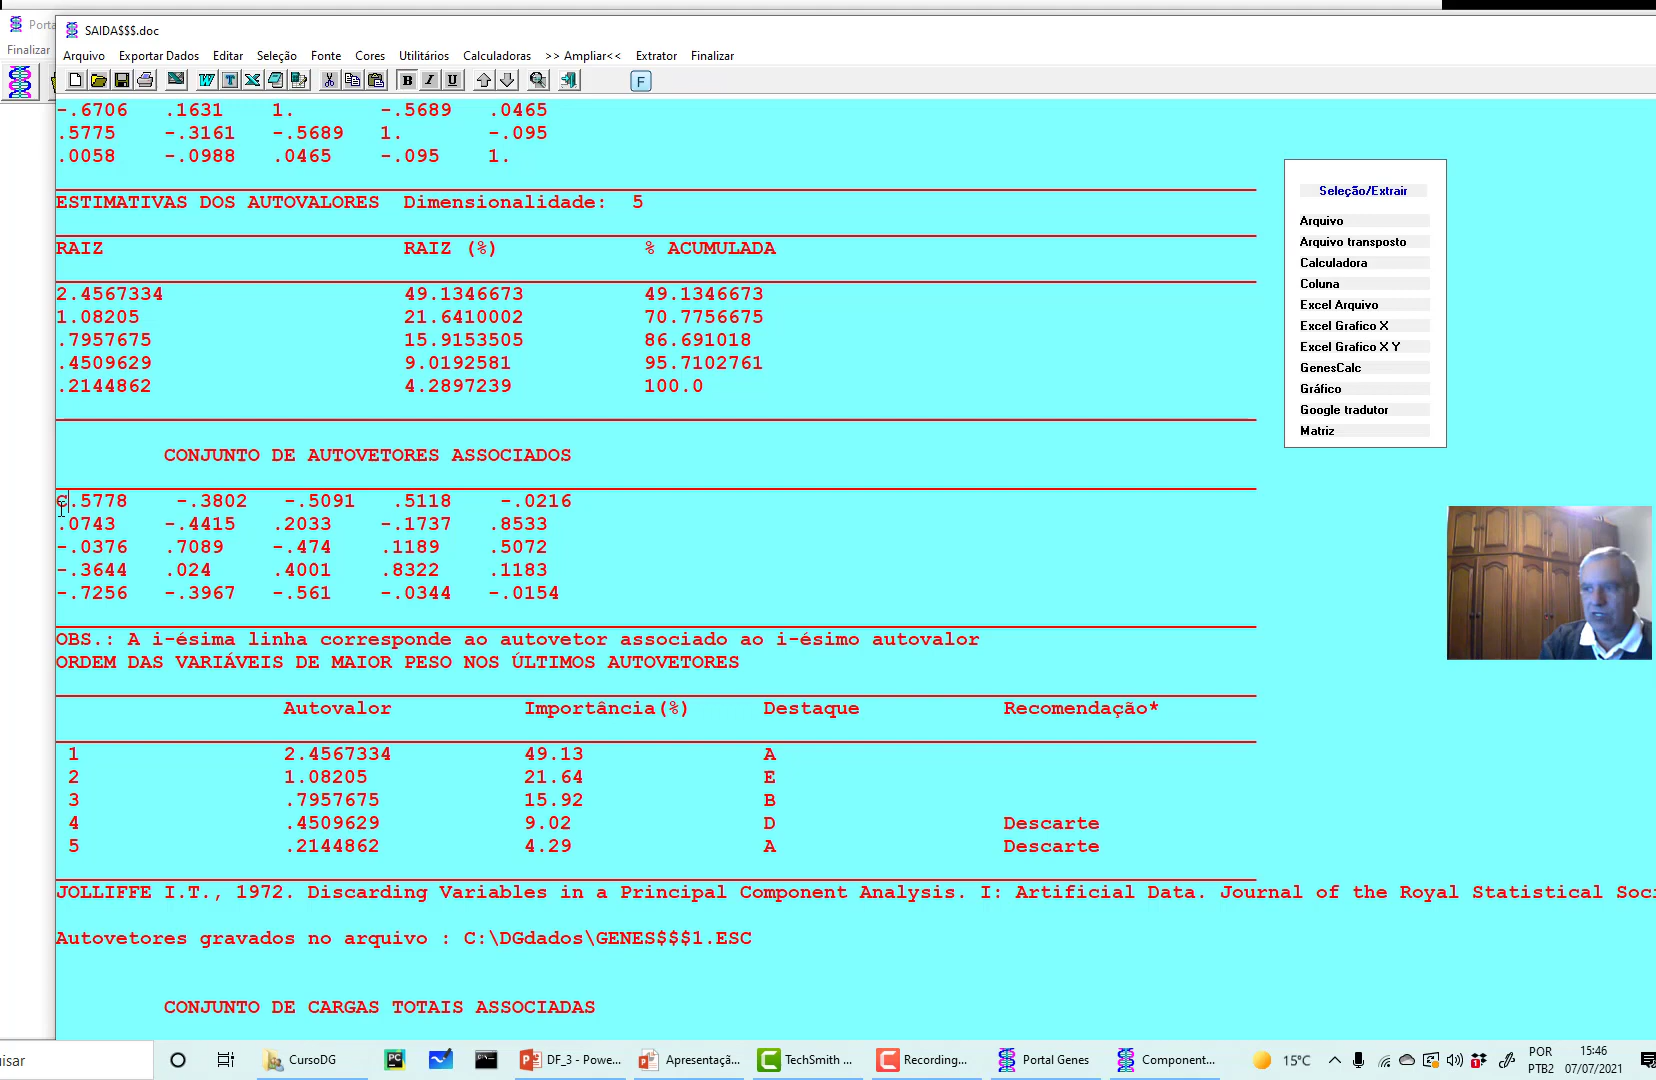 Porta
Finalizar
SAIDA$$$.doc
Arquivo Exportar Dados Editar Seleção Fonte Cores Utilitários Calculadoras >> Ampliar<< Extrator Finalizar
B I U F
-.6706 .1631 1. -.5689 .0465
.5775 -.3161 -.5689 1. -.095
.0058 -.0988 .0465 -.095 1.
ESTIMATIVAS DOS AUTOVALORES Dimensionalidade: 5
RAIZ RAIZ (%) % ACUMULADA
2.4567334 49.1346673 49.1346673
1.08205 21.6410002 70.7756675
.7957675 15.9153505 86.691018
.4509629 9.0192581 95.7102761
.2144862 4.2897239 100.0
CONJUNTO DE AUTOVETORES ASSOCIADOS
C.5778 -.3802 -.5091 .5118 -.0216
.0743 -.4415 .2033 -.1737 .8533
-.0376 .7089 -.474 .1189 .5072
-.3644 .024 .4001 .8322 .1183
-.7256 -.3967 -.561 -.0344 -.0154
OBS.: A i-ésima linha corresponde ao autovetor associado ao i-ésimo autovalor
ORDEM DAS VARIÁVEIS DE MAIOR PESO NOS ÚLTIMOS AUTOVETORES
Autovalor Importância(%) Destaque Recomendação*
1 2.4567334 49.13 A
2 1.08205 21.64 E
3 .7957675 15.92 B
4 .4509629 9.02 D Descarte
5 .2144862 4.29 A Descarte
JOLLIFFE I.T., 1972. Discarding Variables in a Principal Component Analysis. I: Artificial Data. Journal of the Royal Statistical Soci
Autovetores gravados no arquivo : C:\DGdados\GENES$$$1.ESC
CONJUNTO DE CARGAS TOTAIS ASSOCIADAS
Seleção/Extrair
Arquivo
Arquivo transposto
Calculadora
Coluna
Excel Arquivo
Excel Grafico X
Excel Grafico X Y
GenesCalc
Gráfico
Google tradutor
Matriz
uisar CursoDG DF_3 - Powe... Apresentaçã... TechSmith ... Recording... Portal Genes Component... 15°C POR 15:46
PTB2 07/07/2021